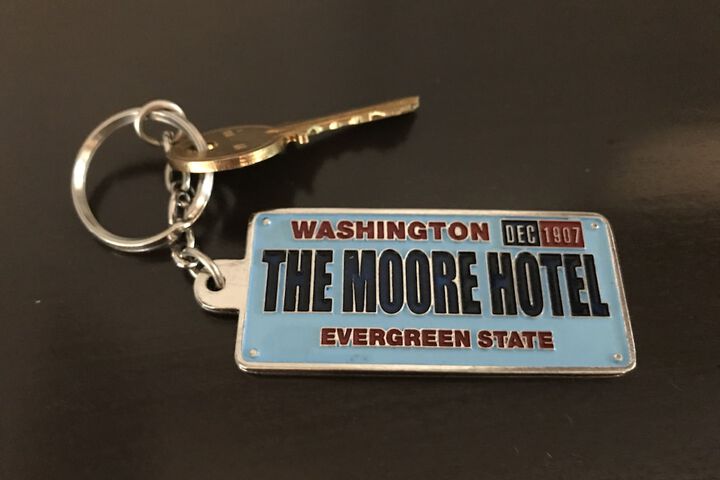 WASHINGTON DEC 1907
THE MOORE HOTEL
EVERGREEN STATE